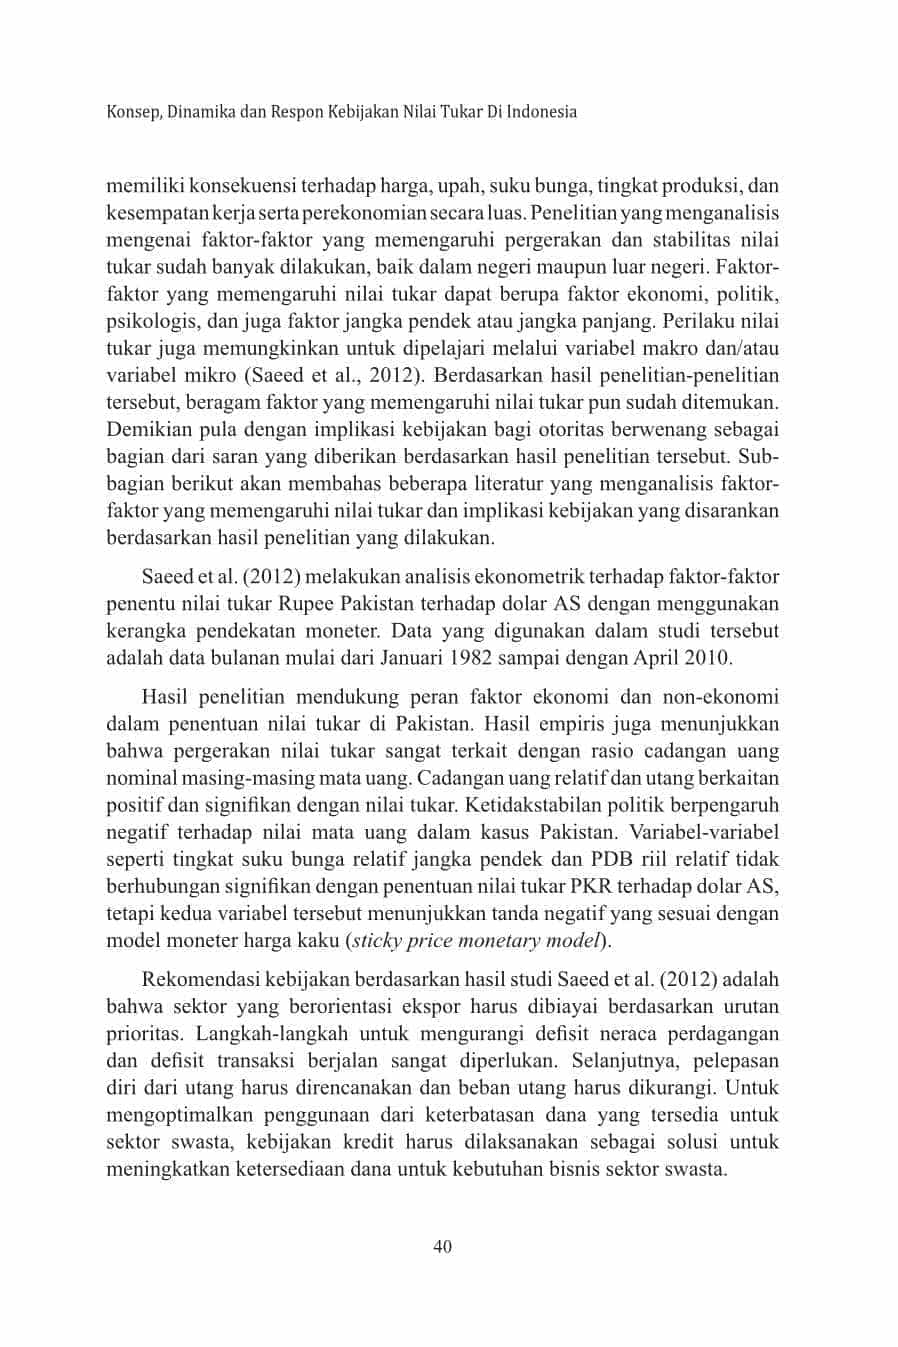 Konsep, Dinamika dan Respon Kebijakan Nilai Tukar Di Indonesia
memiliki konsekuensi terhadap harga, upah, suku bunga, tingkat produksi, dan
kesempatan kerja serta perekonomian secara luas. Penelitian yang menganalisis
mengenai faktor-faktor yang memengaruhi pergerakan dan stabilitas nilai
tukar sudah banyak dilakukan, baik dalam negeri maupun luar negeri. Faktor-
faktor yang memengaruhi nilai tukar dapat berupa faktor ekonomi, politik,
psikologis, dan juga faktor jangka pendek atau jangka panjang. Perilaku nilai
tukar juga memungkinkan untuk dipelajari melalui variabel makro dan/atau
variabel mikro (Saeed et al., 2012). Berdasarkan hasil penelitian-penelitian
tersebut, beragam faktor yang memengaruhi nilai tukar pun sudah ditemukan.
Demikian pula dengan implikasi kebijakan bagi otoritas berwenang sebagai
bagian dari saran yang diberikan berdasarkan hasil penelitian tersebut. Sub-
bagian berikut akan membahas beberapa literatur yang menganalisis faktor-
faktor yang memengaruhi nilai tukar dan implikasi kebijakan yang disarankan
berdasarkan hasil penelitian yang dilakukan.
Saeed et al. (2012) melakukan analisis ekonometrik terhadap faktor-faktor
penentu nilai tukar Rupee Pakistan terhadap dolar AS dengan menggunakan
kerangka pendekatan moneter. Data yang digunakan dalam studi tersebut
adalah data bulanan mulai dari Januari 1982 sampai dengan April 2010.
Hasil penelitian mendukung peran faktor ekonomi dan non-ekonomi
dalam penentuan nilai tukar di Pakistan. Hasil empiris juga menunjukkan
bahwa pergerakan nilai tukar sangat terkait dengan rasio cadangan uang
nominal masing-masing mata uang. Cadangan uang relatif dan utang berkaitan
positif dan signifikan dengan nilai tukar. Ketidakstabilan politik berpengaruh
negatif terhadap nilai mata uang dalam kasus Pakistan. Variabel-variabel
seperti tingkat suku bunga relatif jangka pendek dan PDB riil relatif tidak
berhubungan signifikan dengan penentuan nilai tukar PKR terhadap dolar AS,
tetapi kedua variabel tersebut menunjukkan tanda negatif yang sesuai dengan
model moneter harga kaku (sticky price monetary model).
Rekomendasi kebijakan berdasarkan hasil studi Saeed et al. (2012) adalah
bahwa sektor yang berorientasi ekspor harus dibiayai berdasarkan urutan
prioritas. Langkah-langkah untuk mengurangi defisit neraca perdagangan
dan defisit transaksi berjalan sangat diperlukan. Selanjutnya, pelepasan
diri dari utang harus direncanakan dan beban utang harus dikurangi. Untuk
mengoptimalkan penggunaan dari keterbatasan dana yang tersedia untuk
sektor swasta, kebijakan kredit harus dilaksanakan sebagai solusi untuk
meningkatkan ketersediaan dana untuk kebutuhan bisnis sektor swasta.
40